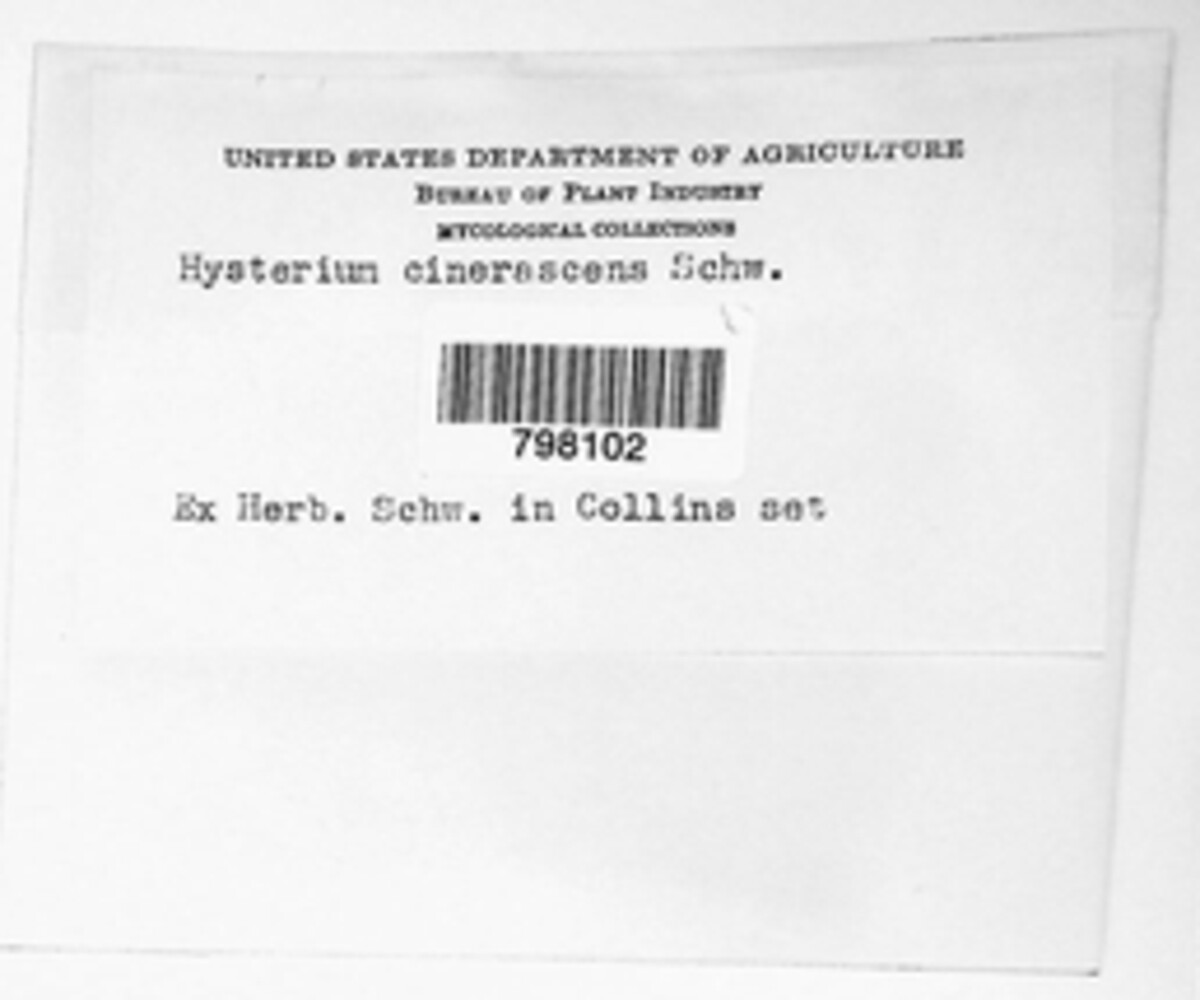 UNITED STATES DEPARTMENT OF AGRICULTURE
BUREAU OF PLANT INDUSTRY
MYCOLOGICAL COLLECTIONS
Hysterium cinerascens Schw.
798102
Ex Herb. Schw. in Collins set